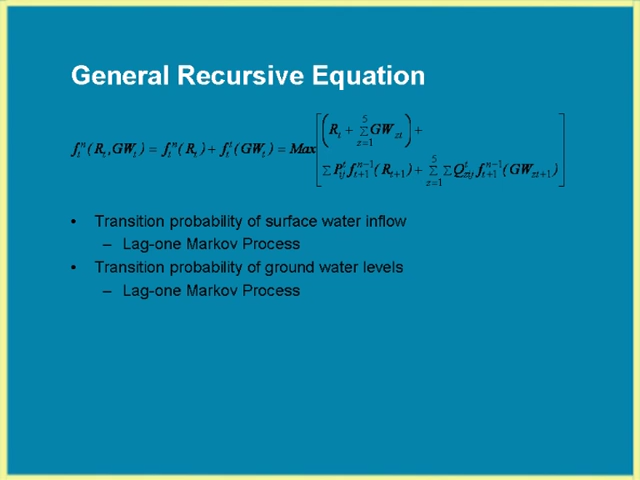 General Recursive Equation
f_t^n ( R_t , GW_t ) = f_t^n ( R_t ) + f_t^t ( GW_t ) = Max [ ( R_t + Σ_{z=1}^5 GW_{zt} ) +
Σ P_{ij}^t f_{t+1}^{n-1} ( R_{t+1} ) + Σ_{z=1}^5 Σ Q_{zij}^t f_{t+1}^{n-1} ( GW_{zt+1} ) ]
• Transition probability of surface water inflow
– Lag-one Markov Process
• Transition probability of ground water levels
– Lag-one Markov Process